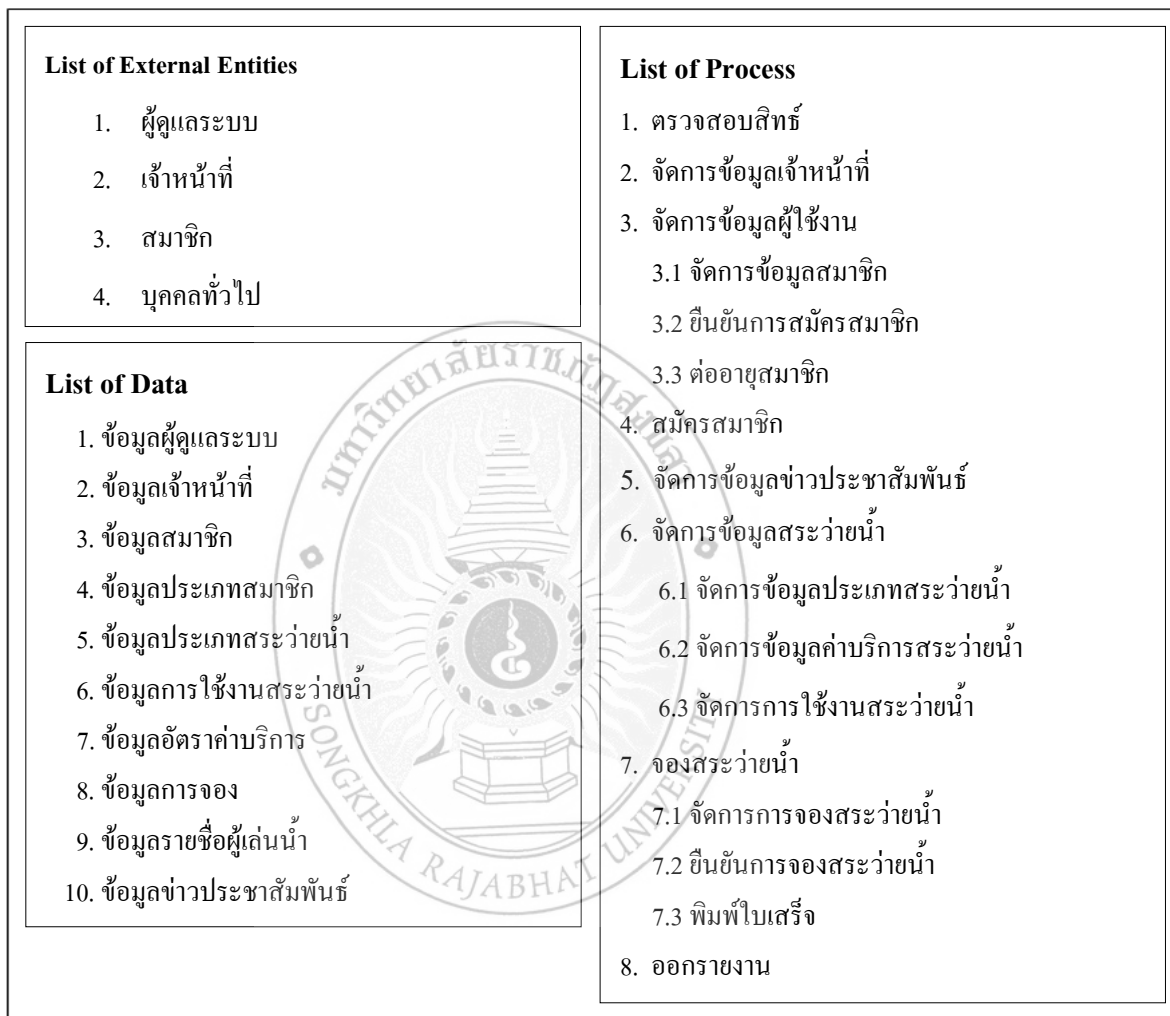 List of External Entities
1. ผู้ดูแลระบบ
2. เจ้าหน้าที่
3. สมาชิก
4. บุคคลทั่วไป
List of Data
1. ข้อมูลผู้ดูแลระบบ
2. ข้อมูลเจ้าหน้าที่
3. ข้อมูลสมาชิก
4. ข้อมูลประเภทสมาชิก
5. ข้อมูลประเภทสระว่ายน้ำ
6. ข้อมูลการใช้งานสระว่ายน้ำ
7. ข้อมูลอัตราค่าบริการ
8. ข้อมูลการจอง
9. ข้อมูลรายชื่อผู้เล่นน้ำ
10. ข้อมูลข่าวประชาสัมพันธ์
List of Process
1. ตรวจสอบสิทธ์
2. จัดการข้อมูลเจ้าหน้าที่
3. จัดการข้อมูลผู้ใช้งาน
3.1 จัดการข้อมูลสมาชิก
3.2 ยืนยันการสมัครสมาชิก
3.3 ต่ออายุสมาชิก
4. สมัครสมาชิก
5. จัดการข้อมูลข่าวประชาสัมพันธ์
6. จัดการข้อมูลสระว่ายน้ำ
6.1 จัดการข้อมูลประเภทสระว่ายน้ำ
6.2 จัดการข้อมูลค่าบริการสระว่ายน้ำ
6.3 จัดการการใช้งานสระว่ายน้ำ
7. จองสระว่ายน้ำ
7.1 จัดการการจองสระว่ายน้ำ
7.2 ยืนยันการจองสระว่ายน้ำ
7.3 พิมพ์ใบเสร็จ
8. ออกรายงาน
มหาวิทยาลัยราชภัฏสงขลา
SONGKHLA RAJABHAT UNIVERSITY